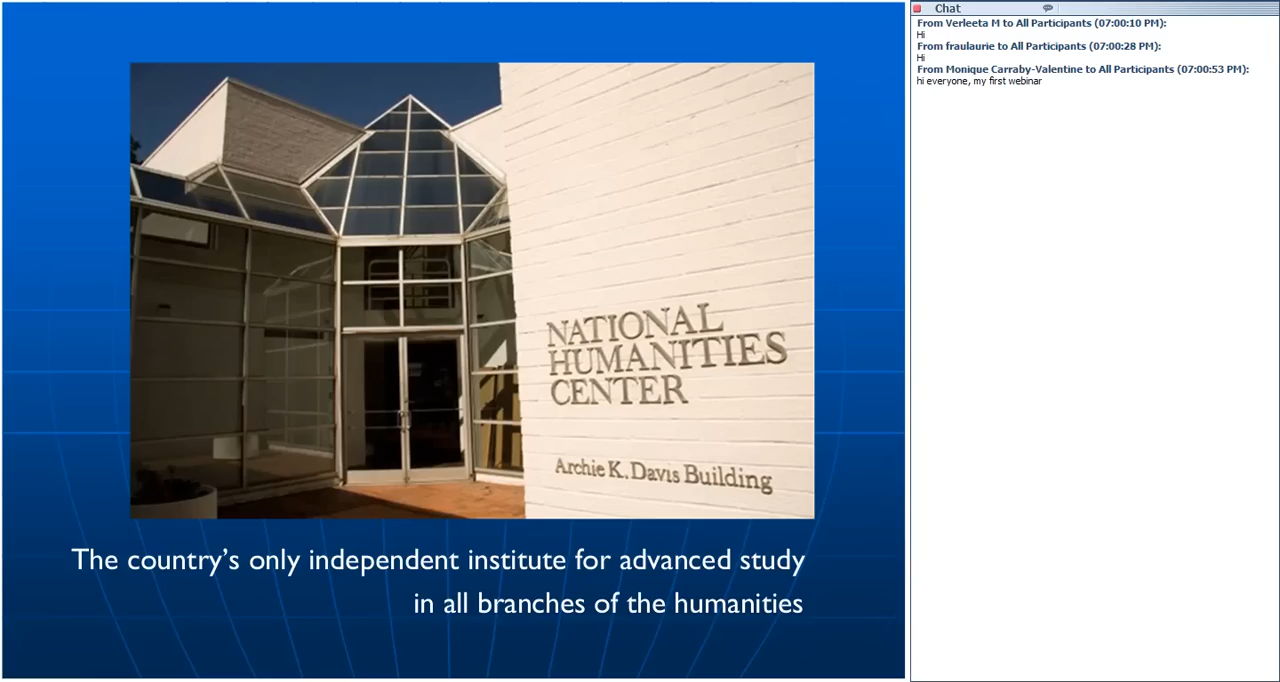 NATIONAL
HUMANITIES
CENTER
Archie K. Davis Building
The country's only independent institute for advanced study
in all branches of the humanities
Chat
From Verleeta M to All Participants (07:00:10 PM):
Hi
From fraulaurie to All Participants (07:00:28 PM):
Hi
From Monique Carraby-Valentine to All Participants (07:00:53 PM):
hi everyone, my first webinar